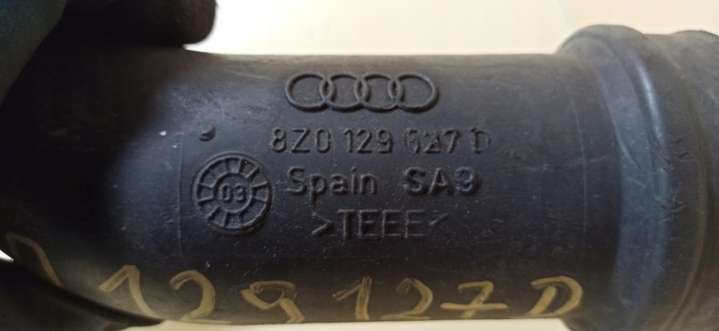 8Z0 129 627 D
03
Spain SA9
>TEEE<
129127D